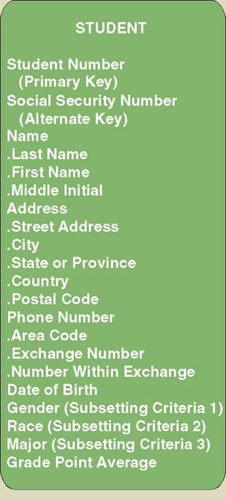 STUDENT
Student Number
(Primary Key)
Social Security Number
(Alternate Key)
Name
.Last Name
.First Name
.Middle Initial
Address
.Street Address
.City
.State or Province
.Country
.Postal Code
Phone Number
.Area Code
.Exchange Number
.Number Within Exchange
Date of Birth
Gender (Subsetting Criteria 1)
Race (Subsetting Criteria 2)
Major (Subsetting Criteria 3)
Grade Point Average